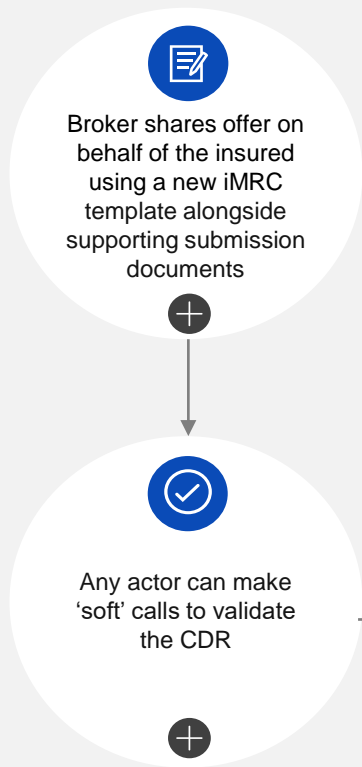 Broker shares offer on
behalf of the insured
using a new iMRC
template alongside
supporting submission
documents
Any actor can make
‘soft’ calls to validate
the CDR